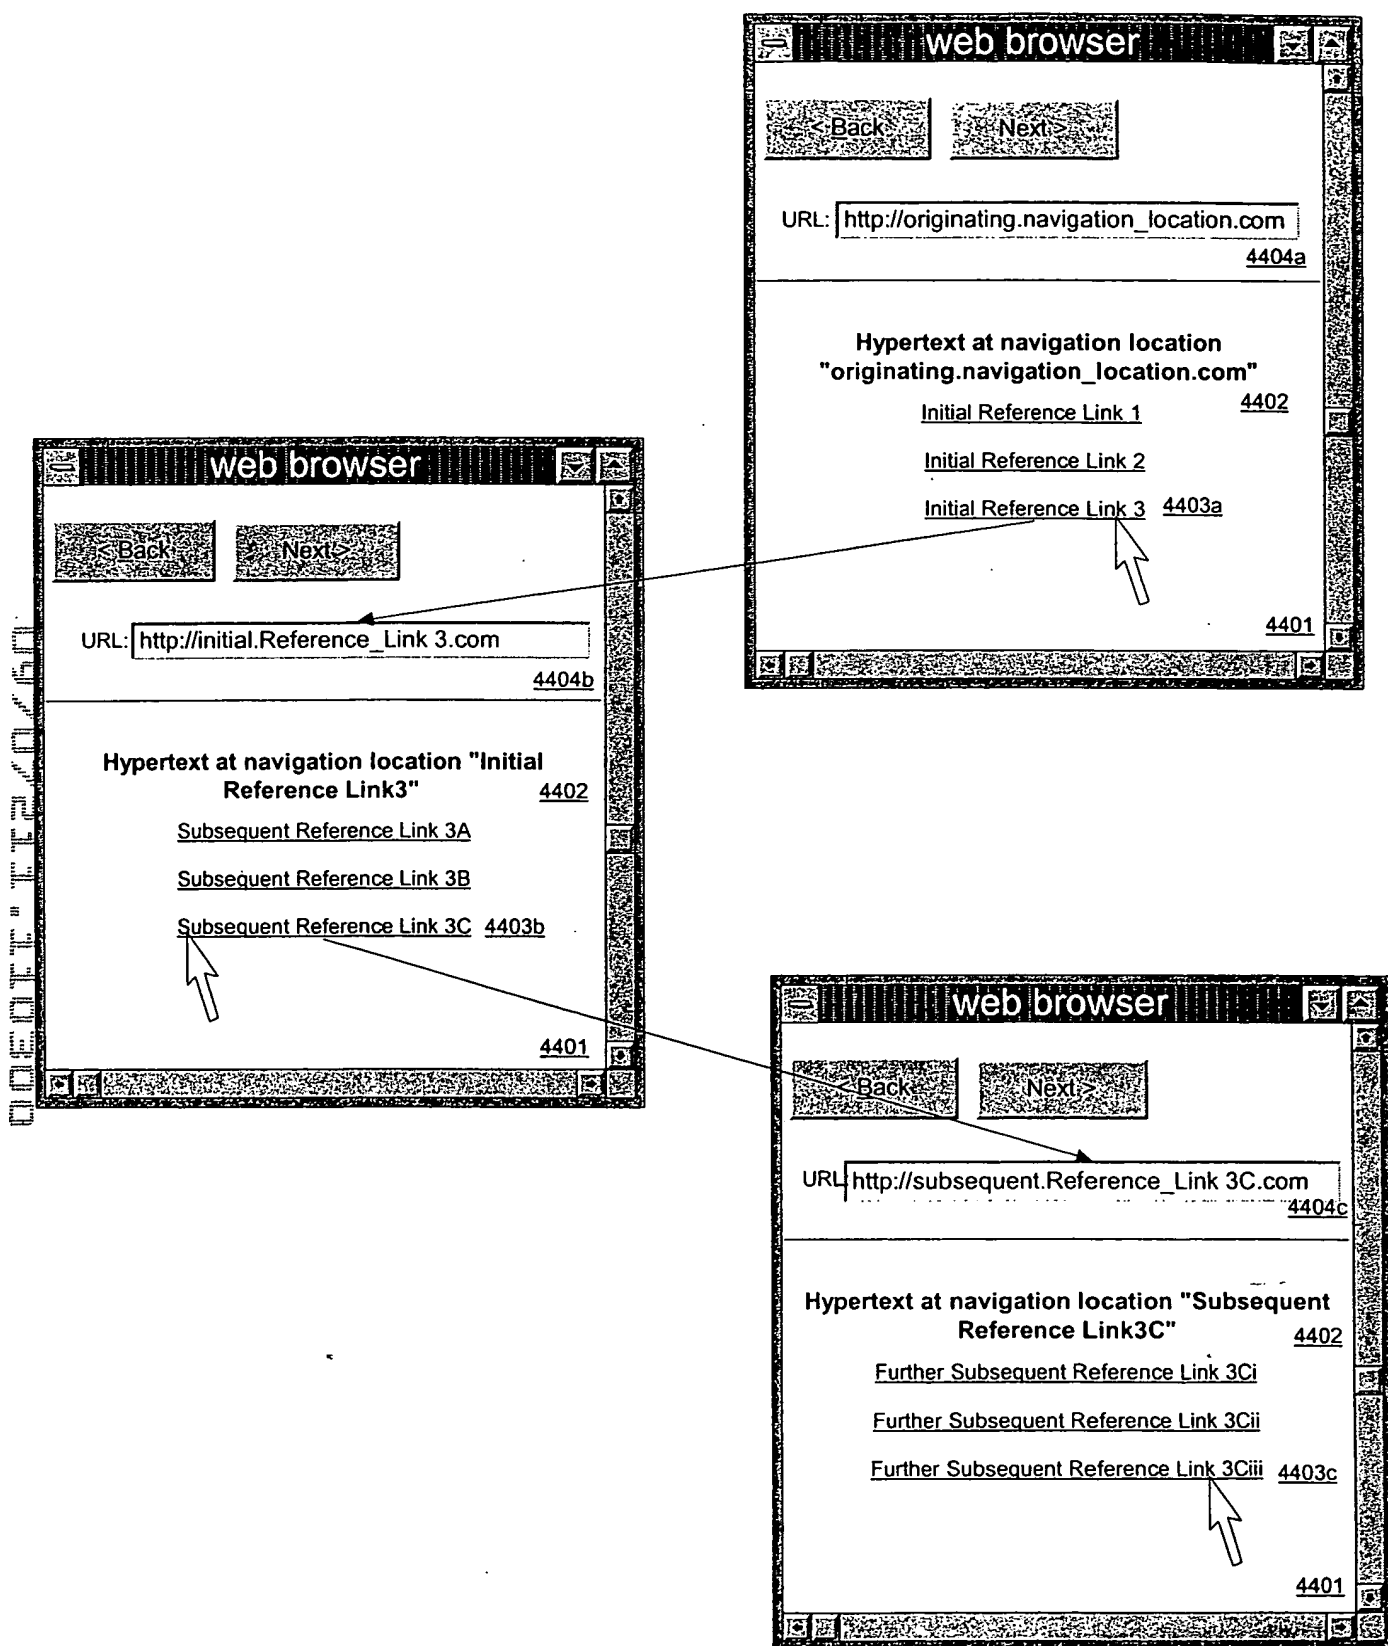 web browser
< Back Next >
URL: http://originating.navigation_location.com
4404a
Hypertext at navigation location
"originating.navigation_location.com"
4402
Initial Reference Link 1
Initial Reference Link 2
Initial Reference Link 3 4403a
4401
web browser
< Back Next >
URL: http://initial.Reference_Link 3.com
4404b
Hypertext at navigation location "Initial
Reference Link3" 4402
Subsequent Reference Link 3A
Subsequent Reference Link 3B
Subsequent Reference Link 3C 4403b
4401
web browser
< Back Next >
URL: http://subsequent.Reference_Link 3C.com
4404c
Hypertext at navigation location "Subsequent
Reference Link3C" 4402
Further Subsequent Reference Link 3Ci
Further Subsequent Reference Link 3Cii
Further Subsequent Reference Link 3Ciii 4403c
4401